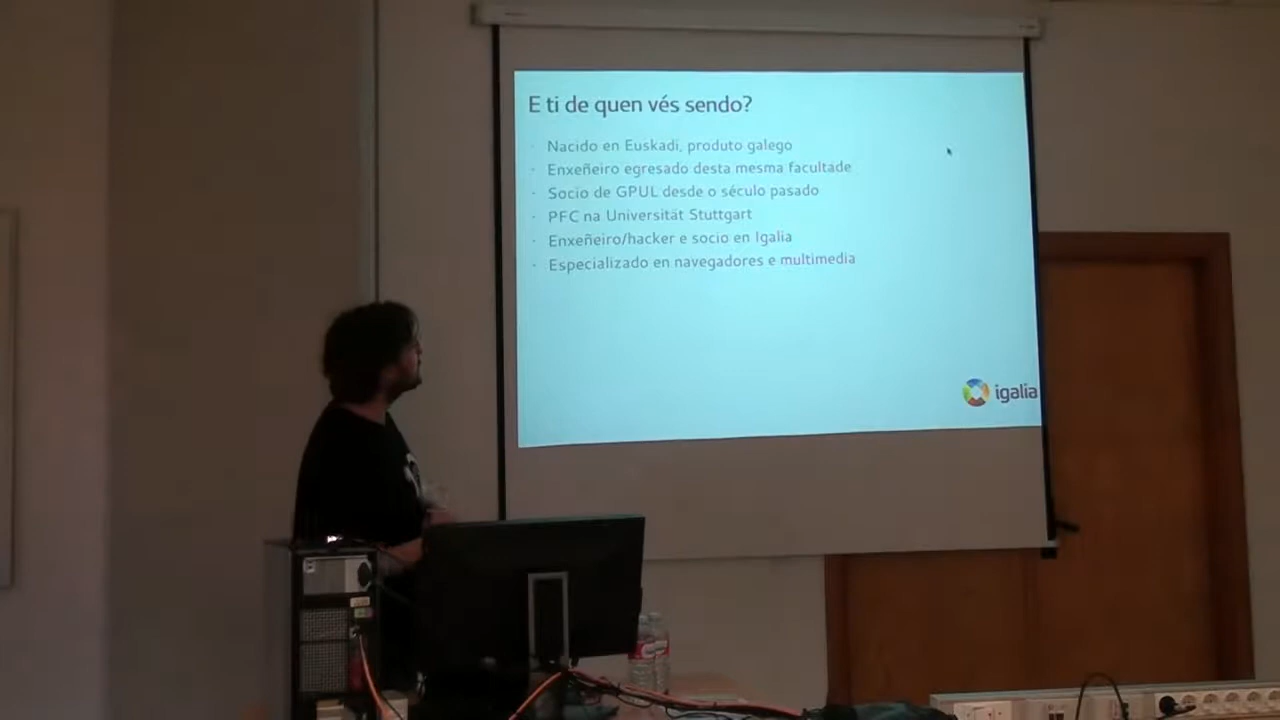 E ti de quen vés sendo?
· Nacido en Euskadi, produto galego
· Enxeñeiro egresado desta mesma facultade
· Socio de GPUL desde o século pasado
· PFC na Universität Stuttgart
· Enxeñeiro/hacker e socio en Igalia
· Especializado en navegadores e multimedia
igalia